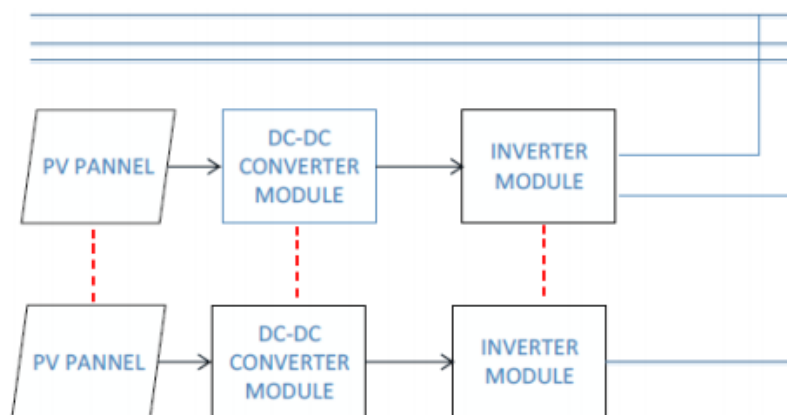 PV PANNEL
DC-DC
CONVERTER
MODULE
INVERTER
MODULE
PV PANNEL
DC-DC
CONVERTER
MODULE
INVERTER
MODULE